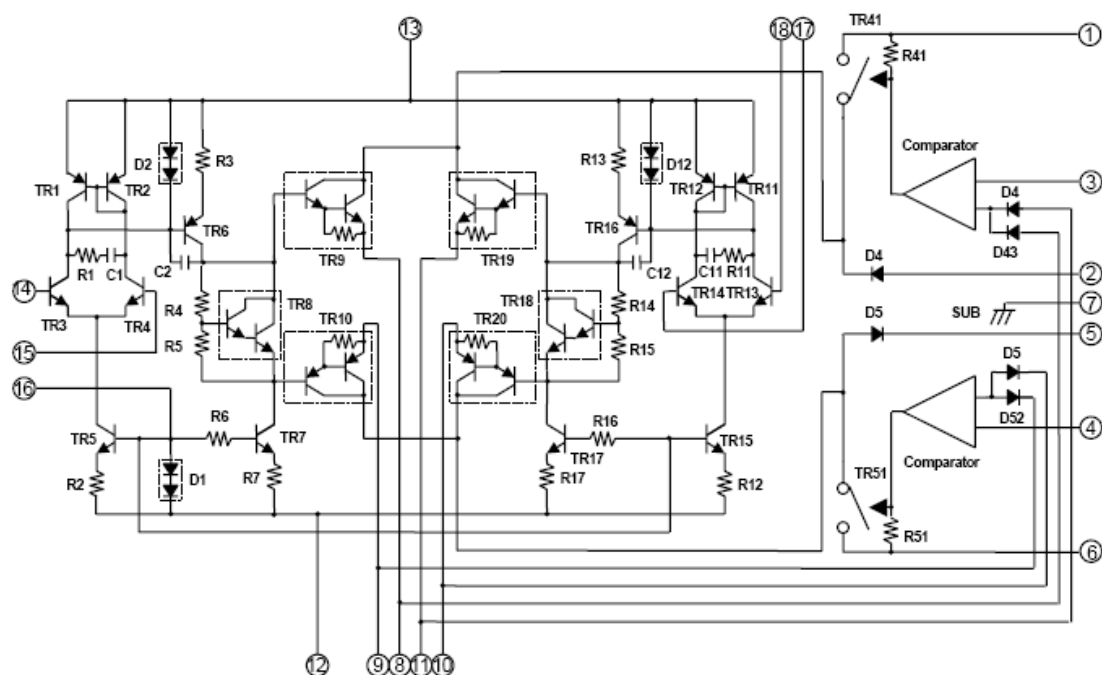 13
18 17
TR41
1
R41
Comparator
D2
R3
R13
D12
TR1
TR2
TR12
TR11
3
D4
D43
TR6
TR16
R1
C1
C2
TR9
TR19
C12
C11
R11
D4
2
14
TR3
TR4
R4
TR8
TR18
R14
TR14
TR13
7
SUB
TR10
TR20
D5
5
15
R5
R15
16
D5
D52
R6
R16
TR5
TR7
TR17
TR15
4
Comparator
TR51
R2
D1
R7
R17
R12
R51
6
12
9 8 11 10